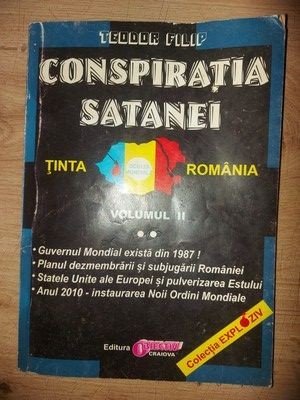 TEODOR FILIP
CONSPIRAȚIA
SATANEI
ȚINTA
ROMÂNIA
VOLUMUL II
• Guvernul Mondial există din 1987 !
• Planul dezmembrării și subjugării României
• Statele Unite ale Europei și pulverizarea Estului
• Anul 2010 - instaurarea Noii Ordini Mondiale
Colecția EXPLOZIV
Editura OBIECTIV
CRAIOVA